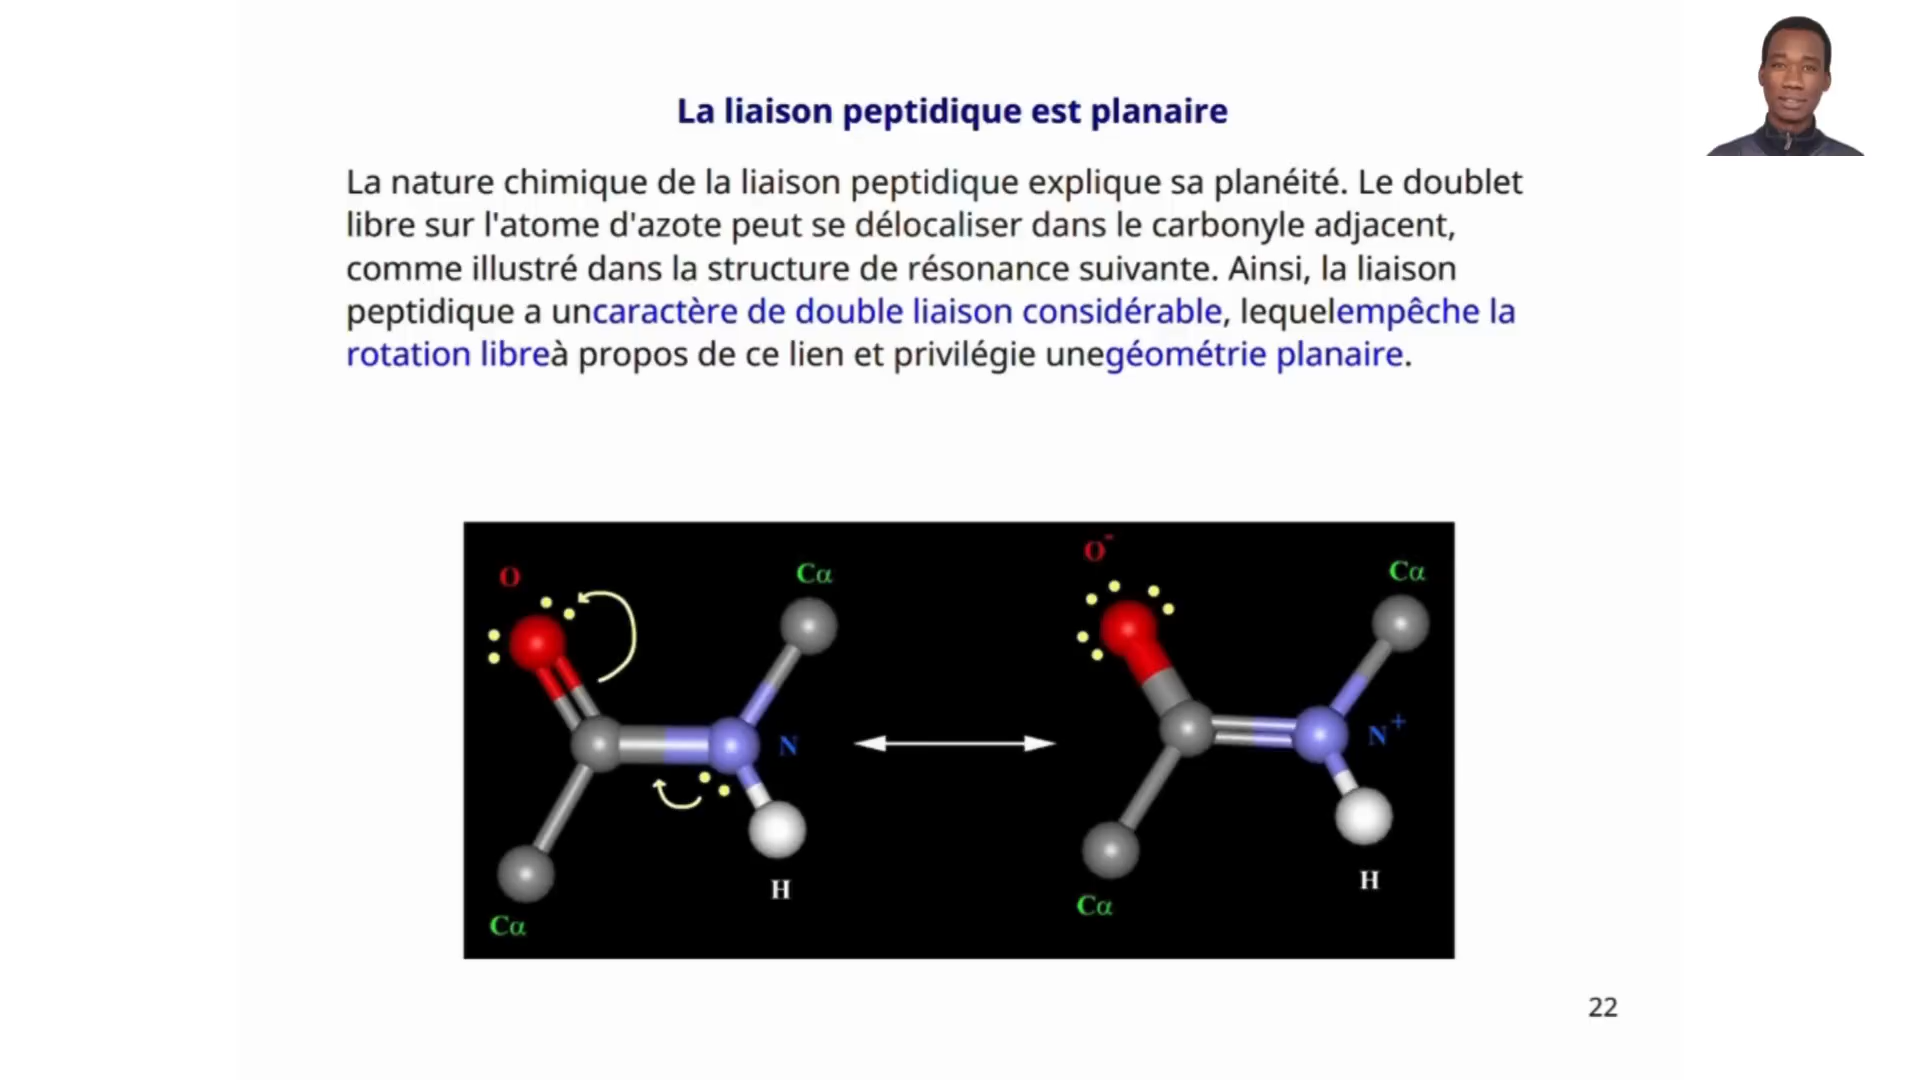 La liaison peptidique est planaire
La nature chimique de la liaison peptidique explique sa planéité. Le doublet
libre sur l'atome d'azote peut se délocaliser dans le carbonyle adjacent,
comme illustré dans la structure de résonance suivante. Ainsi, la liaison
peptidique a uncaractère de double liaison considérable, lequelempêche la
rotation libreà propos de ce lien et privilégie unegéométrie planaire.
O
Cα
N
H
Cα
O-
Cα
N+
H
Cα
22